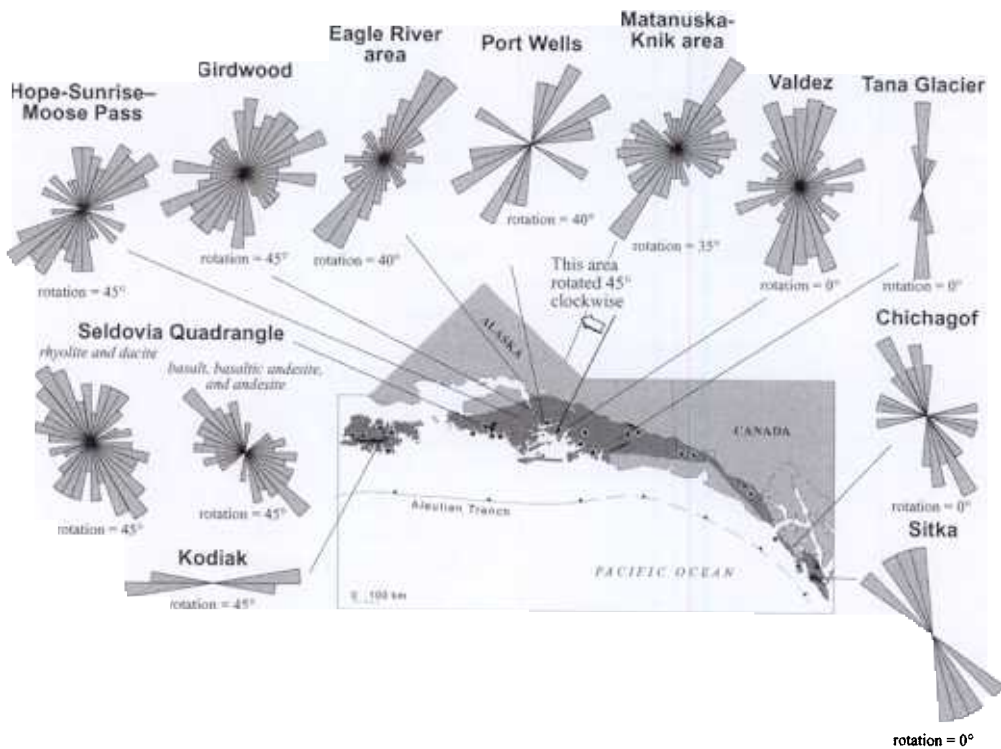 Hope-Sunrise–
Moose Pass
rotation = 45°
Girdwood
rotation = 45°
Eagle River
area
rotation = 40°
Port Wells
rotation = 40°
Matanuska-
Knik area
rotation = 35°
Valdez
rotation = 0°
Tana Glacier
rotation = 0°
This area
rotated 45°
clockwise
Seldovia Quadrangle
rhyolite and dacite
rotation = 45°
basalt, basaltic andesite,
and andesite
rotation = 45°
Kodiak
rotation = 45°
ALASKA
CANADA
Aleutian Trench
PACIFIC OCEAN
0 100 km
Chichagof
rotation = 0°
Sitka
rotation = 0°